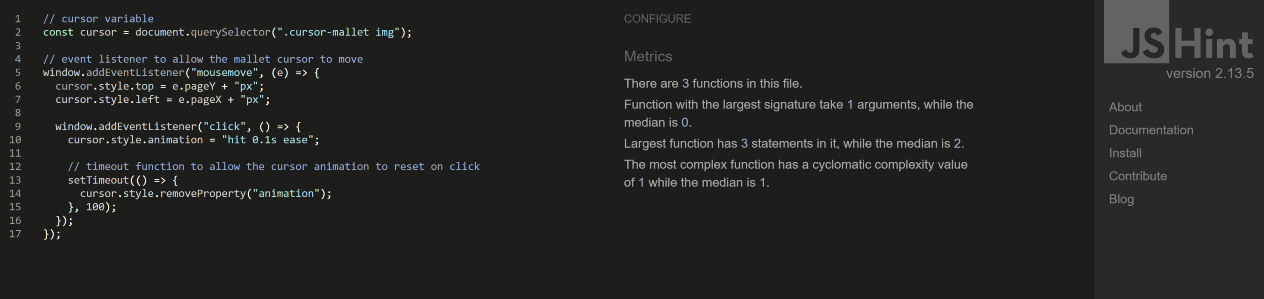 1 // cursor variable
2 const cursor = document.querySelector(".cursor-mallet img");
3
4 // event listener to allow the mallet cursor to move
5 window.addEventListener("mousemove", (e) => {
6 cursor.style.top = e.pageY + "px";
7 cursor.style.left = e.pageX + "px";
8
9 window.addEventListener("click", () => {
10 cursor.style.animation = "hit 0.1s ease";
11
12 // timeout function to allow the cursor animation to reset on click
13 setTimeout(() => {
14 cursor.style.removeProperty("animation");
15 }, 100);
16 });
17 });
CONFIGURE
Metrics
There are 3 functions in this file.
Function with the largest signature take 1 arguments, while the
median is 0.
Largest function has 3 statements in it, while the median is 2.
The most complex function has a cyclomatic complexity value
of 1 while the median is 1.
JSHint
version 2.13.5
About
Documentation
Install
Contribute
Blog